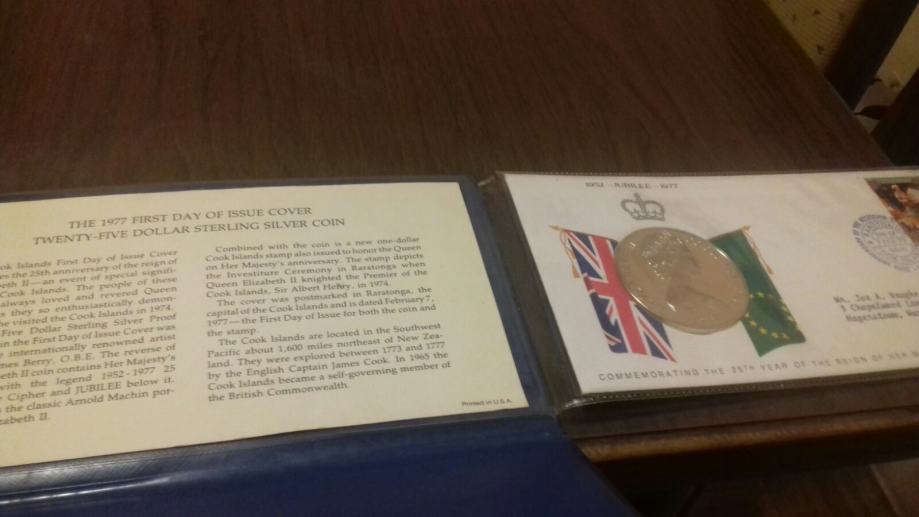 THE 1977 FIRST DAY OF ISSUE COVER
TWENTY-FIVE DOLLAR STERLING SILVER COIN
ok Islands First Day of Issue Cover
es the 25th anniversary of the reign of
beth II—an event of special signifi-
Cook Islands. The people of these
always loved and revered Queen
s they so enthusiastically demon-
he visited the Cook Islands in 1974.
Five Dollar Sterling Silver Proof
in the First Day of Issue Cover was
e internationally renowned artist
mes Berry, O.B.E. The reverse of
beth II coin contains Her Majesty's
with the legend 1952-1977 25
Cipher and JUBILEE below it.
s the classic Arnold Machin por-
zabeth II.
Combined with the coin is a new one-dollar
Cook Islands stamp also issued to honor the Queen
on Her Majesty's anniversary. The stamp depicts
the Investiture Ceremony in Raratonga when
Queen Elizabeth II knighted the Premier of the
Cook Islands, Sir Albert Henry, in 1974.
The cover was postmarked in Raratonga, the
capital of the Cook Islands and is dated February 7,
1977—the First Day of Issue for both the coin and
the stamp.
The Cook Islands are located in the Southwest
Pacific about 1,600 miles northeast of New Zea-
land. They were explored between 1773 and 1777
by the English Captain James Cook. In 1965 the
Cook Islands became a self-governing member of
the British Commonwealth.
Printed in U.S.A.
1952 - JUBILEE - 1977
Mr. Jos A.
COMMEMORATING THE 25TH YEAR OF THE REIGN OF HER